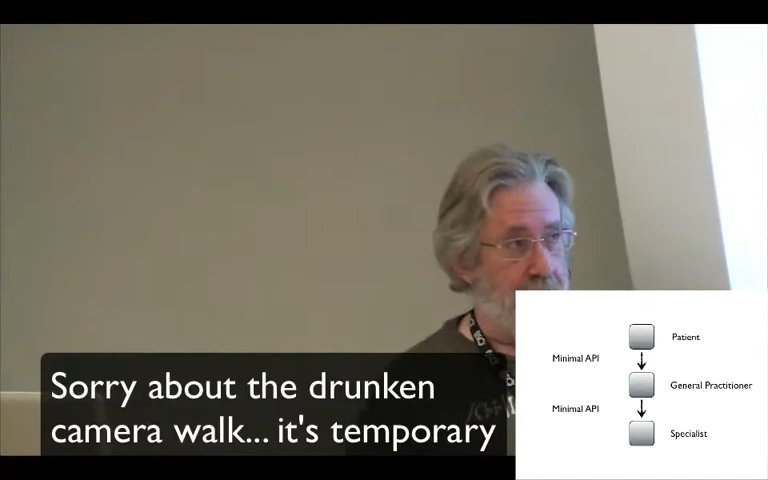 Sorry about the drunken
camera walk... it's temporary
Patient
Minimal API
General Practitioner
Minimal API
Specialist